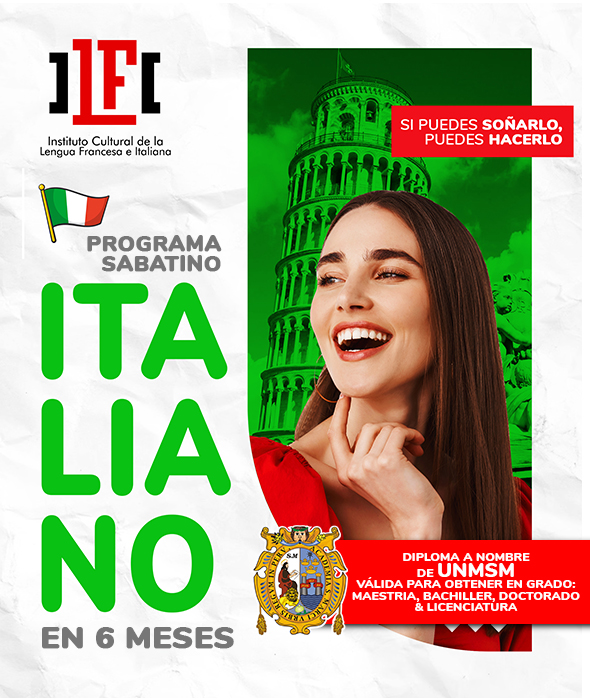 ILFI
Instituto Cultural de la
Lengua Francesa e Italiana
SI PUEDES SOÑARLO,
PUEDES HACERLO
PROGRAMA
SABATINO
ITA
LIA
NO
EN 6 MESES
S.M
DIPLOMA A NOMBRE
DE UNMSM
VÁLIDA PARA OBTENER EN GRADO:
MAESTRIA, BACHILLER, DOCTORADO
& LICENCIATURA